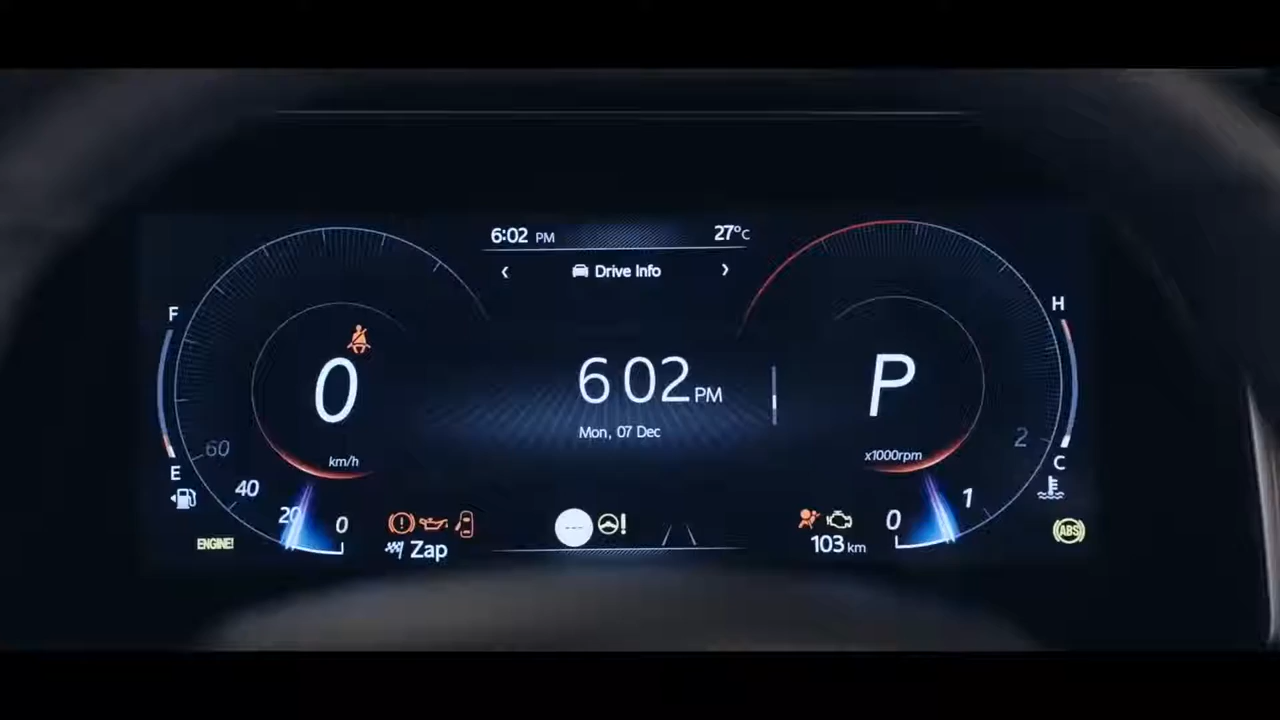 6:02 PM
27°C
Drive Info
F
H
0
6 02 PM
P
Mon, 07 Dec
60
km/h
x1000rpm
2
E
C
40
20
0
0
1
ENGINE!
Zap
---
103 km
ABS